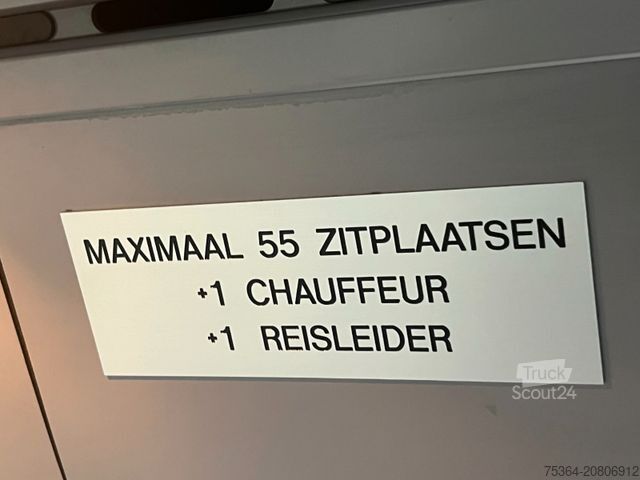 MAXIMAAL 55 ZITPLAATSEN
+1 CHAUFFEUR
+1 REISLEIDER
Truck
Scout24
75364-20806912